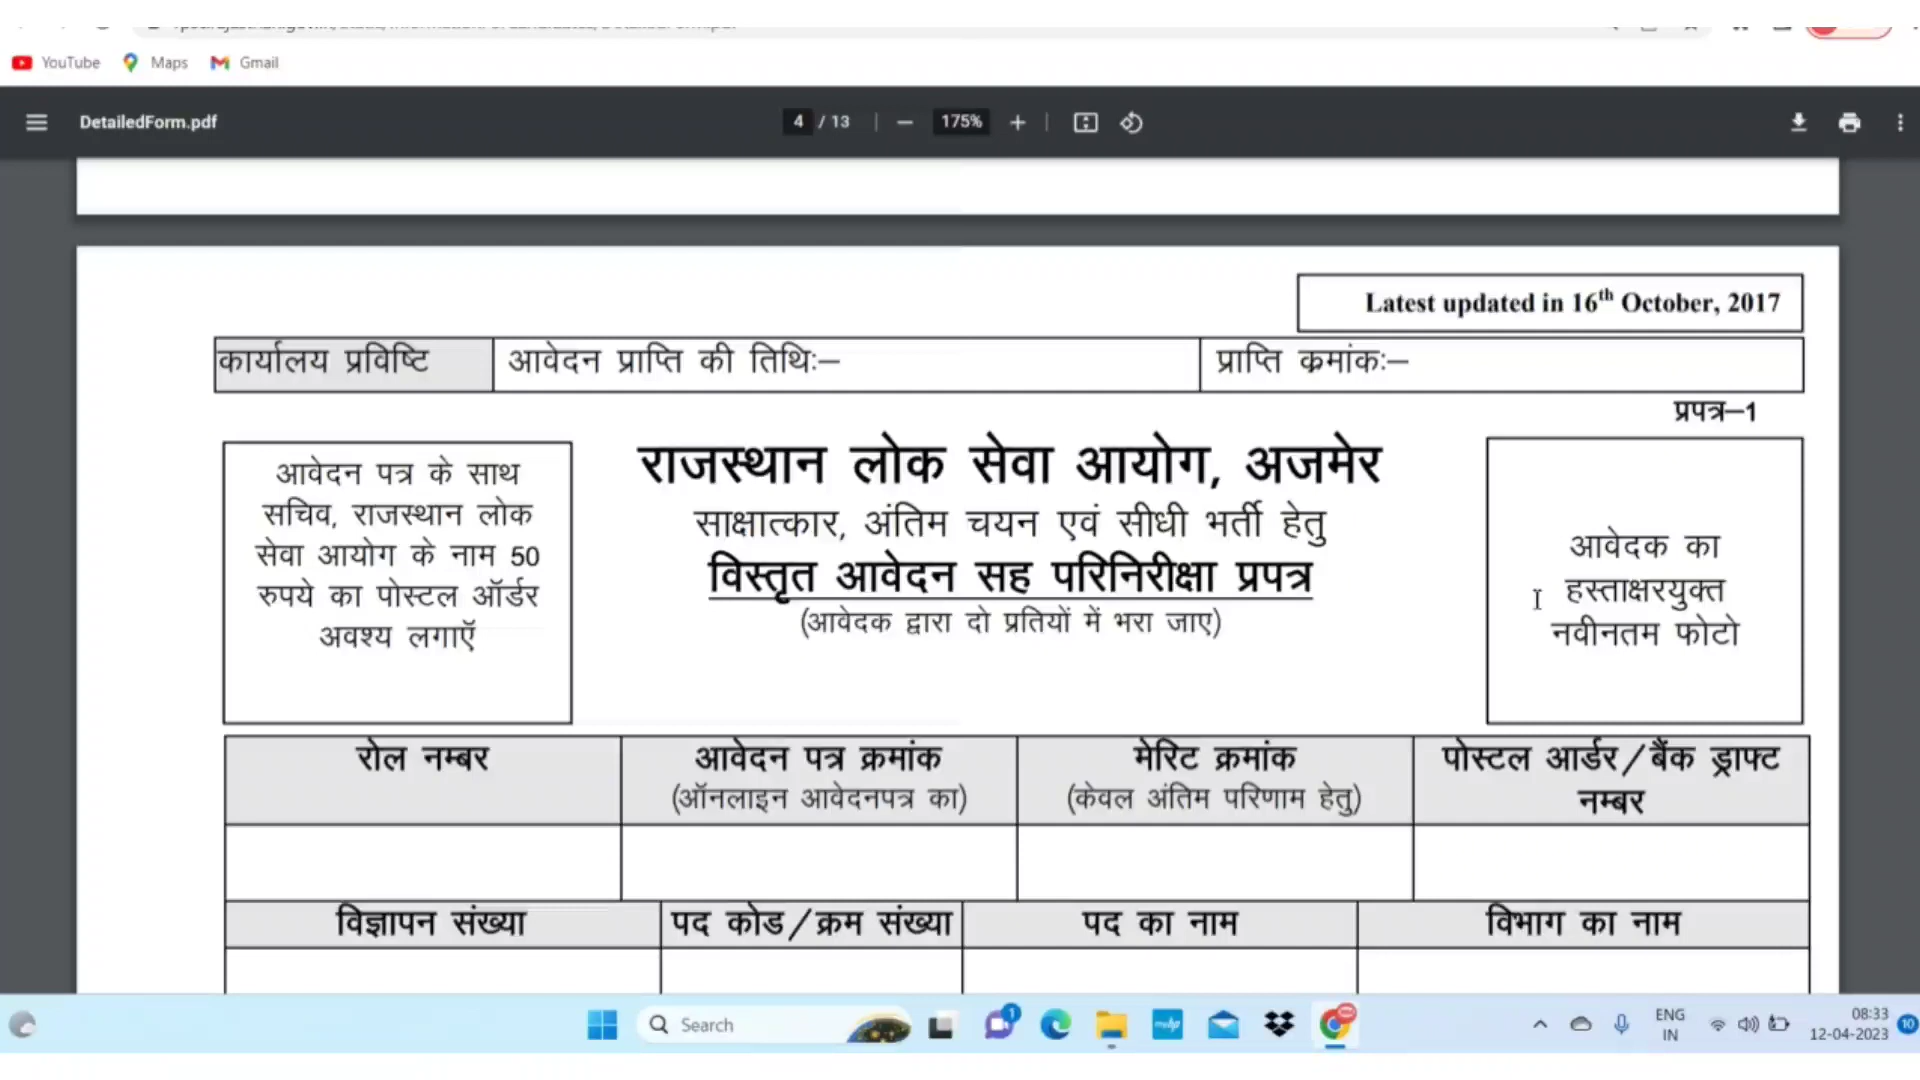 YouTube Maps Gmail
DetailedForm.pdf 4 / 13 175%
Latest updated in 16th October, 2017
कार्यालय प्रविष्टि आवेदन प्राप्ति की तिथिः– प्राप्ति क्रमांकः–
प्रपत्र–1
आवेदन पत्र के साथ
सचिव, राजस्थान लोक
सेवा आयोग के नाम 50
रुपये का पोस्टल ऑर्डर
अवश्य लगाऍ
राजस्थान लोक सेवा आयोग, अजमेर
साक्षात्कार, अंतिम चयन एवं सीधी भर्ती हेतु
विस्तृत आवेदन सह परिनिरीक्षा प्रपत्र
(आवेदक द्वारा दो प्रतियों में भरा जाए)
आवेदक का
हस्ताक्षरयुक्त
नवीनतम फोटो
रोल नम्बर
आवेदन पत्र क्रमांक
(ऑनलाइन आवेदनपत्र का)
मेरिट क्रमांक
(केवल अंतिम परिणाम हेतु)
पोस्टल आर्डर/बैंक ड्राफ्ट
नम्बर
विज्ञापन संख्या पद कोड/क्रम संख्या पद का नाम विभाग का नाम
Search
1
myhp
ENG
IN
08:33
12-04-2023
10